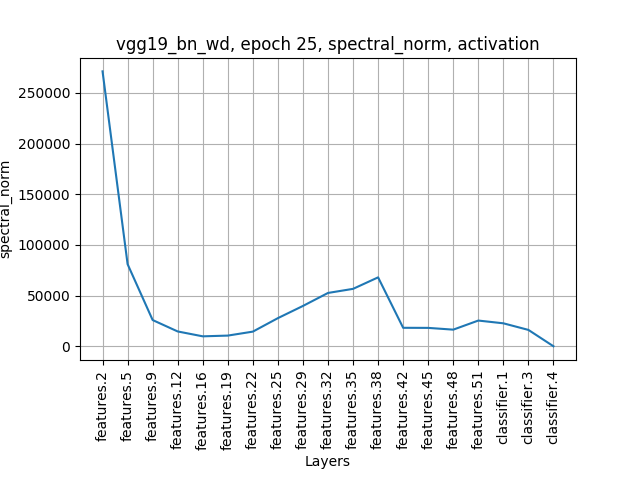 vgg19_bn_wd, epoch 25, spectral_norm, activation
250000
200000
150000
100000
50000
0
spectral_norm
features.2
features.5
features.9
features.12
features.16
features.19
features.22
features.25
features.29
features.32
features.35
features.38
features.42
features.45
features.48
features.51
classifier.1
classifier.3
classifier.4
Layers